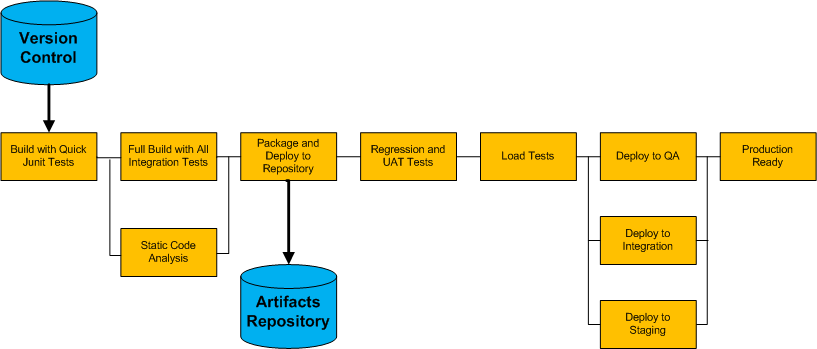 Version
Control
Build with Quick
Junit Tests
Full Build with All
Integration Tests
Package and
Deploy to
Repository
Regression and
UAT Tests
Load Tests
Deploy to QA
Production
Ready
Static Code
Analysis
Deploy to
Integration
Artifacts
Repository
Deploy to
Staging